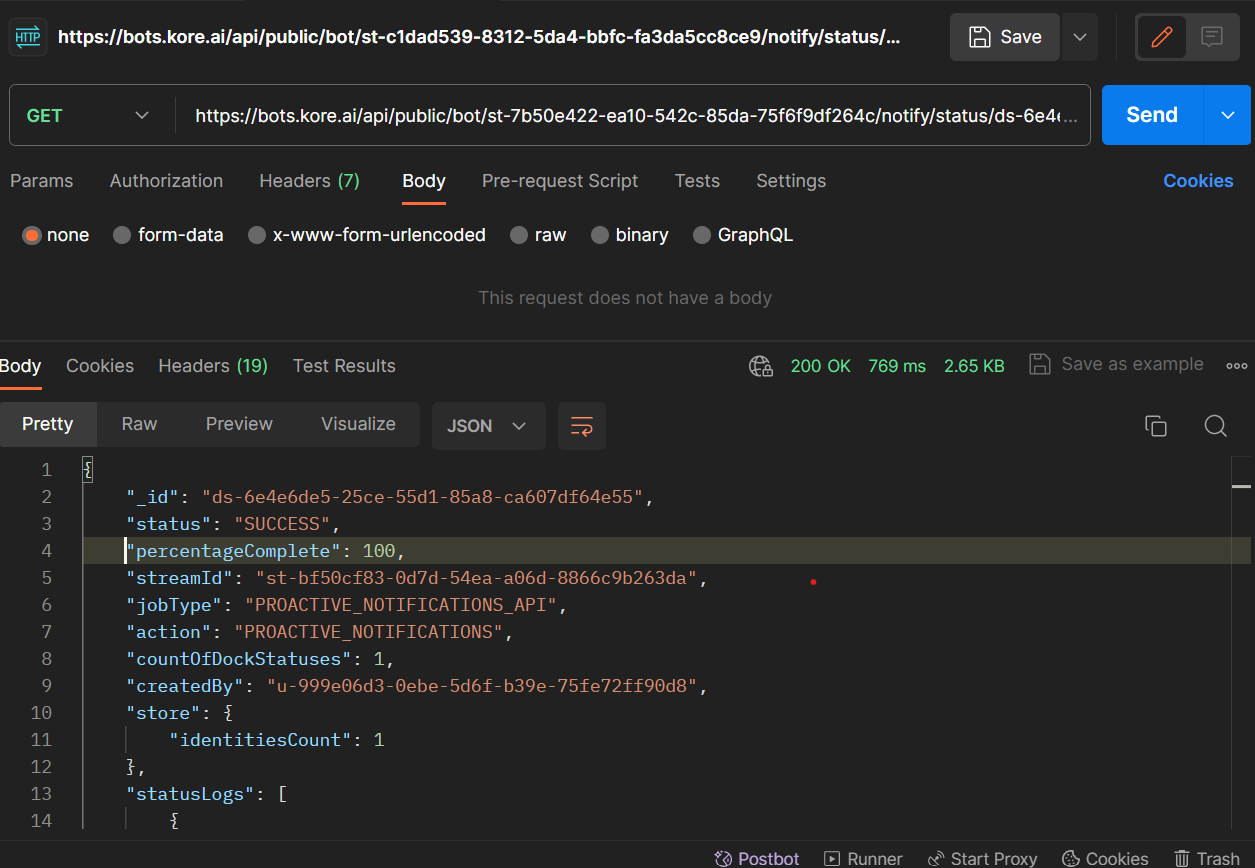 HTTP https://bots.kore.ai/api/public/bot/st-c1dad539-8312-5da4-bbfc-fa3da5cc8ce9/notify/status/... Save
GET https://bots.kore.ai/api/public/bot/st-7b50e422-ea10-542c-85da-75f6f9df264c/notify/status/ds-6e4e... Send
Params Authorization Headers (7) Body Pre-request Script Tests Settings Cookies
none form-data x-www-form-urlencoded raw binary GraphQL
This request does not have a body
Body Cookies Headers (19) Test Results 200 OK 769 ms 2.65 KB Save as example
Pretty Raw Preview Visualize JSON
1 {
2 "_id": "ds-6e4e6de5-25ce-55d1-85a8-ca607df64e55",
3 "status": "SUCCESS",
4 "percentageComplete": 100,
5 "streamId": "st-bf50cf83-0d7d-54ea-a06d-8866c9b263da",
6 "jobType": "PROACTIVE_NOTIFICATIONS_API",
7 "action": "PROACTIVE_NOTIFICATIONS",
8 "countOfDockStatuses": 1,
9 "createdBy": "u-999e06d3-0ebe-5d6f-b39e-75fe72ff90d8",
10 "store": {
11 "identitiesCount": 1
12 },
13 "statusLogs": [
14 {
Postbot Runner Start Proxy Cookies Trash